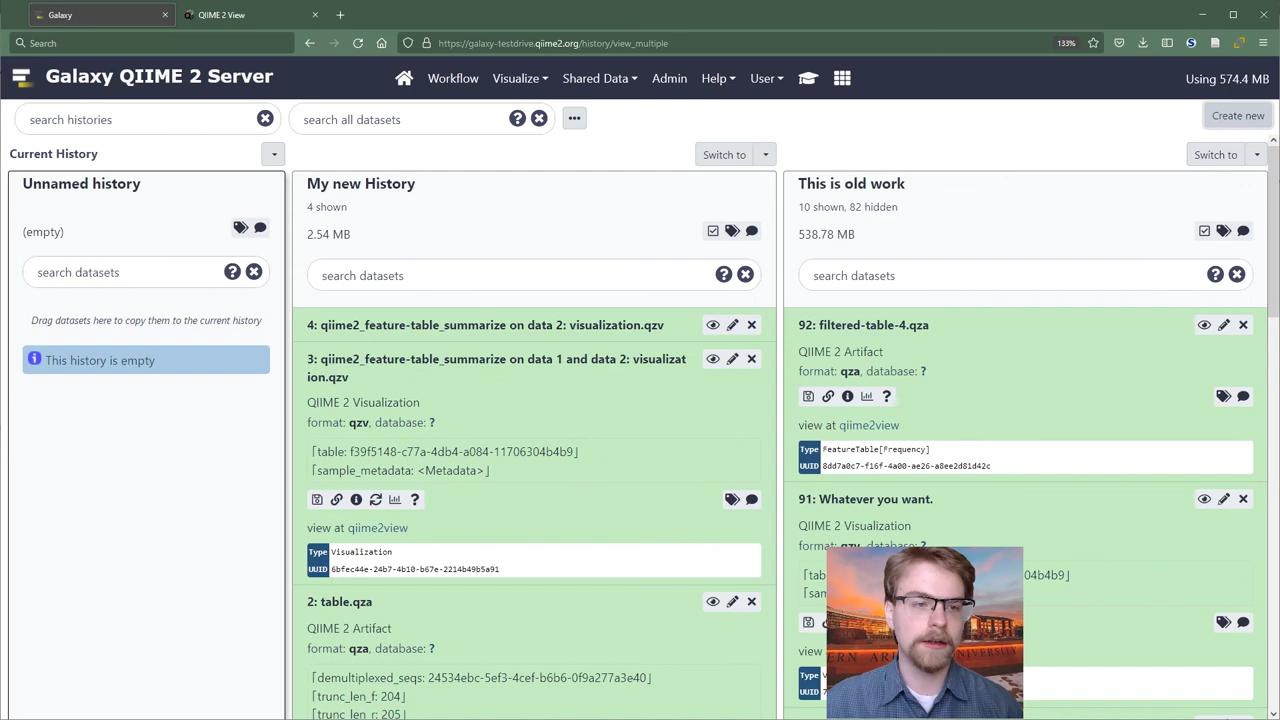 Galaxy
QIIME 2 View
Search
https://galaxy-testdrive.qiime2.org/history/view_multiple
133%
Galaxy QIIME 2 Server
Workflow
Visualize
Shared Data
Admin
Help
User
Using 574.4 MB
search histories
search all datasets
Create new
Current History
Switch to
Switch to
Unnamed history
(empty)
search datasets
Drag datasets here to copy them to the current history
This history is empty
My new History
4 shown
2.54 MB
search datasets
4: qiime2_feature-table_summarize on data 2: visualization.qzv
3: qiime2_feature-table_summarize on data 1 and data 2: visualizat
ion.qzv
QIIME 2 Visualization
format: qzv, database: ?
⌈table: f39f5148-c77a-4db4-a084-11706304b4b9⌋
⌈sample_metadata: <Metadata>⌋
view at qiime2view
Type Visualization
UUID 6bfec44e-24b7-4b10-b67e-2214b49b5a91
2: table.qza
QIIME 2 Artifact
format: qza, database: ?
⌈demultiplexed_seqs: 24534ebc-5ef3-4cef-b6b6-0f9a277a3e40⌋
⌈trunc_len_f: 204⌋
⌈trunc_len_r: 205⌋
This is old work
10 shown, 82 hidden
538.78 MB
search datasets
92: filtered-table-4.qza
QIIME 2 Artifact
format: qza, database: ?
view at qiime2view
Type FeatureTable[Frequency]
UUID 8dd7a0c7-f16f-4a00-ae26-a8ee2d81d42c
91: Whatever you want.
QIIME 2 Visualization
format: qzv, database: ?
04b4b9⌋
view
Type
UUID